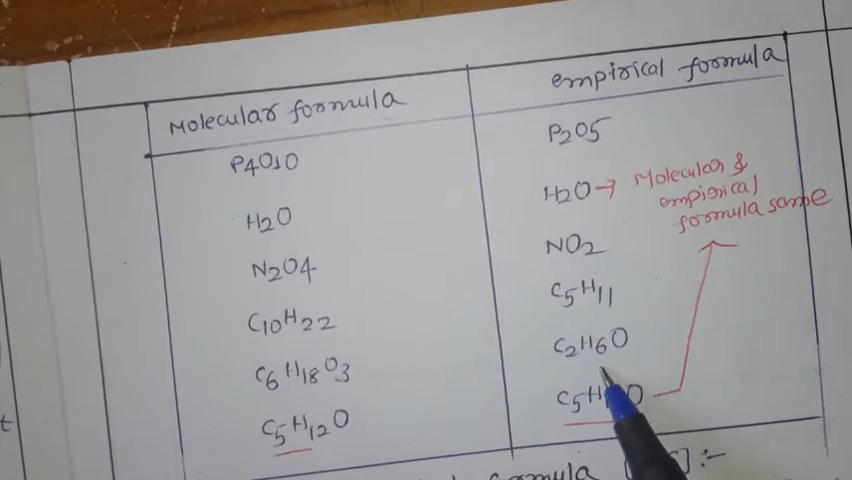 Molecular formula empirical formula
P4O10 P2O5
H2O H2O → Molecular &
empirical
formula same
N2O4 NO2
C10H22 C5H11
C6H18O3 C2H6O
C5H12O C5H O
t formula [ ] :-